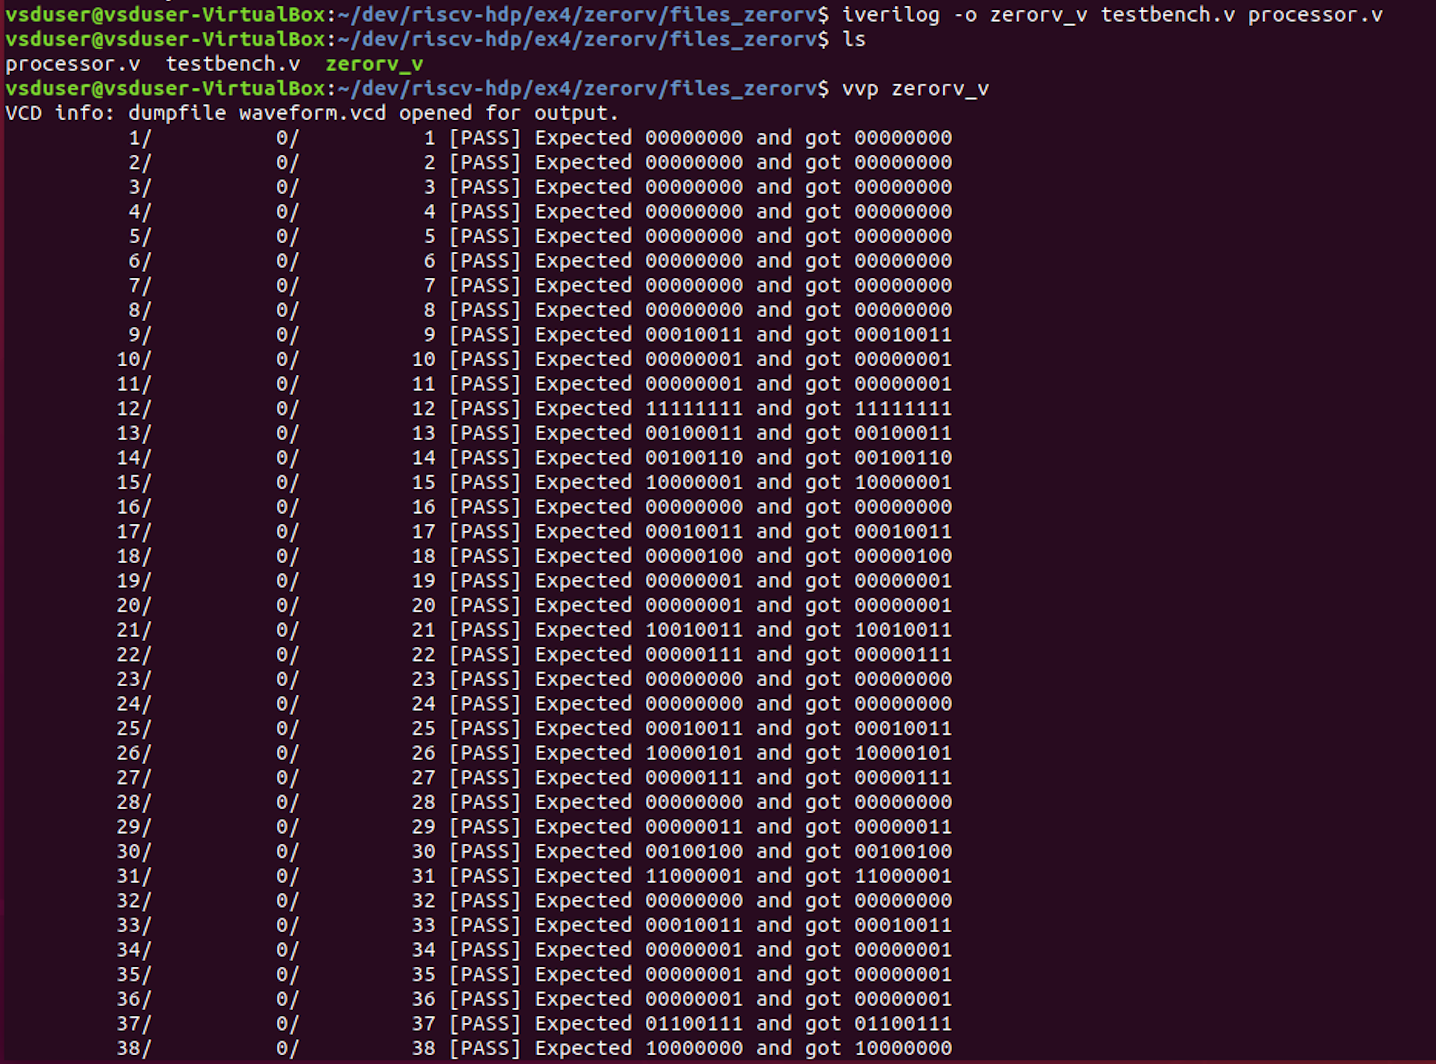 vsduser@vsduser-VirtualBox:~/dev/riscv-hdp/ex4/zerorv/files_zerorv$ iverilog -o zerorv_v testbench.v processor.v
vsduser@vsduser-VirtualBox:~/dev/riscv-hdp/ex4/zerorv/files_zerorv$ ls
processor.v  testbench.v  zerorv_v
vsduser@vsduser-VirtualBox:~/dev/riscv-hdp/ex4/zerorv/files_zerorv$ vvp zerorv_v
VCD info: dumpfile waveform.vcd opened for output.
1/ 0/ 1 [PASS] Expected 00000000 and got 00000000
2/ 0/ 2 [PASS] Expected 00000000 and got 00000000
3/ 0/ 3 [PASS] Expected 00000000 and got 00000000
4/ 0/ 4 [PASS] Expected 00000000 and got 00000000
5/ 0/ 5 [PASS] Expected 00000000 and got 00000000
6/ 0/ 6 [PASS] Expected 00000000 and got 00000000
7/ 0/ 7 [PASS] Expected 00000000 and got 00000000
8/ 0/ 8 [PASS] Expected 00000000 and got 00000000
9/ 0/ 9 [PASS] Expected 00010011 and got 00010011
10/ 0/ 10 [PASS] Expected 00000001 and got 00000001
11/ 0/ 11 [PASS] Expected 00000001 and got 00000001
12/ 0/ 12 [PASS] Expected 11111111 and got 11111111
13/ 0/ 13 [PASS] Expected 00100011 and got 00100011
14/ 0/ 14 [PASS] Expected 00100110 and got 00100110
15/ 0/ 15 [PASS] Expected 10000001 and got 10000001
16/ 0/ 16 [PASS] Expected 00000000 and got 00000000
17/ 0/ 17 [PASS] Expected 00010011 and got 00010011
18/ 0/ 18 [PASS] Expected 00000100 and got 00000100
19/ 0/ 19 [PASS] Expected 00000001 and got 00000001
20/ 0/ 20 [PASS] Expected 00000001 and got 00000001
21/ 0/ 21 [PASS] Expected 10010011 and got 10010011
22/ 0/ 22 [PASS] Expected 00000111 and got 00000111
23/ 0/ 23 [PASS] Expected 00000000 and got 00000000
24/ 0/ 24 [PASS] Expected 00000000 and got 00000000
25/ 0/ 25 [PASS] Expected 00010011 and got 00010011
26/ 0/ 26 [PASS] Expected 10000101 and got 10000101
27/ 0/ 27 [PASS] Expected 00000111 and got 00000111
28/ 0/ 28 [PASS] Expected 00000000 and got 00000000
29/ 0/ 29 [PASS] Expected 00000011 and got 00000011
30/ 0/ 30 [PASS] Expected 00100100 and got 00100100
31/ 0/ 31 [PASS] Expected 11000001 and got 11000001
32/ 0/ 32 [PASS] Expected 00000000 and got 00000000
33/ 0/ 33 [PASS] Expected 00010011 and got 00010011
34/ 0/ 34 [PASS] Expected 00000001 and got 00000001
35/ 0/ 35 [PASS] Expected 00000001 and got 00000001
36/ 0/ 36 [PASS] Expected 00000001 and got 00000001
37/ 0/ 37 [PASS] Expected 01100111 and got 01100111
38/ 0/ 38 [PASS] Expected 10000000 and got 10000000